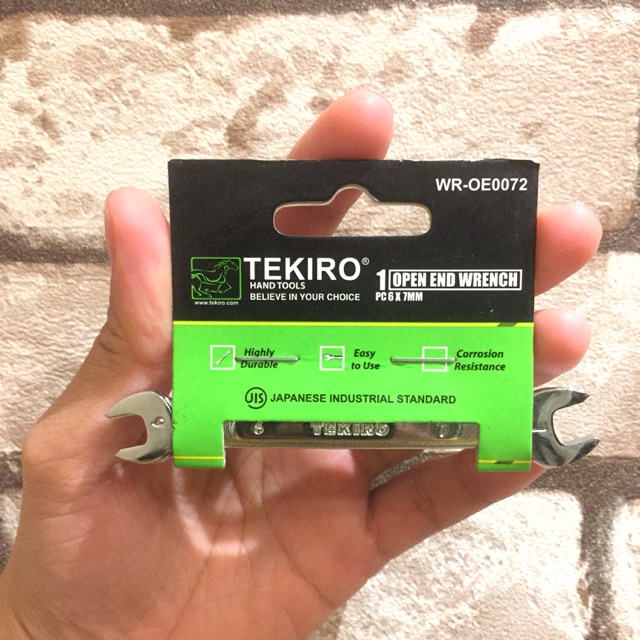 WR-OE0072
TEKIRO®
HAND TOOLS
BELIEVE IN YOUR CHOICE
www.tekiro.com
1 OPEN END WRENCH
PC 6 X 7MM
Highly
Durable
Easy
to Use
Corrosion
Resistance
JIS JAPANESE INDUSTRIAL STANDARD
6 TEKIRO 7
6